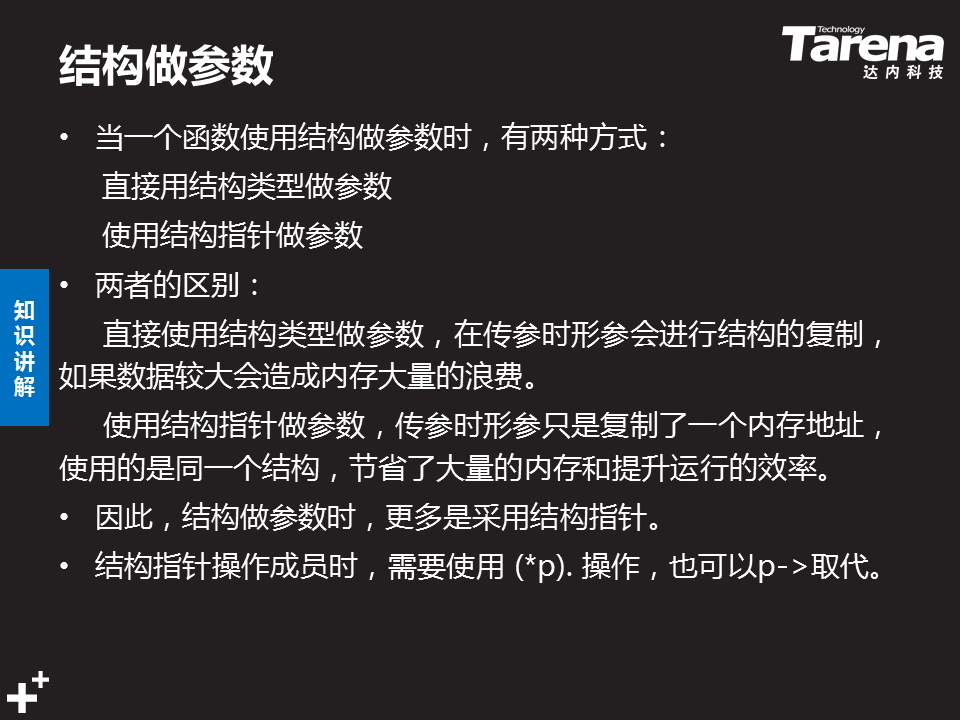 结构做参数
Technology
Tarena
达内科技
• 当一个函数使用结构做参数时，有两种方式：
直接用结构类型做参数
使用结构指针做参数
• 两者的区别：
直接使用结构类型做参数，在传参时形参会进行结构的复制，
如果数据较大会造成内存大量的浪费。
使用结构指针做参数，传参时形参只是复制了一个内存地址，
使用的是同一个结构，节省了大量的内存和提升运行的效率。
• 因此，结构做参数时，更多是采用结构指针。
• 结构指针操作成员时，需要使用 (*p). 操作，也可以p->取代。
知识讲解